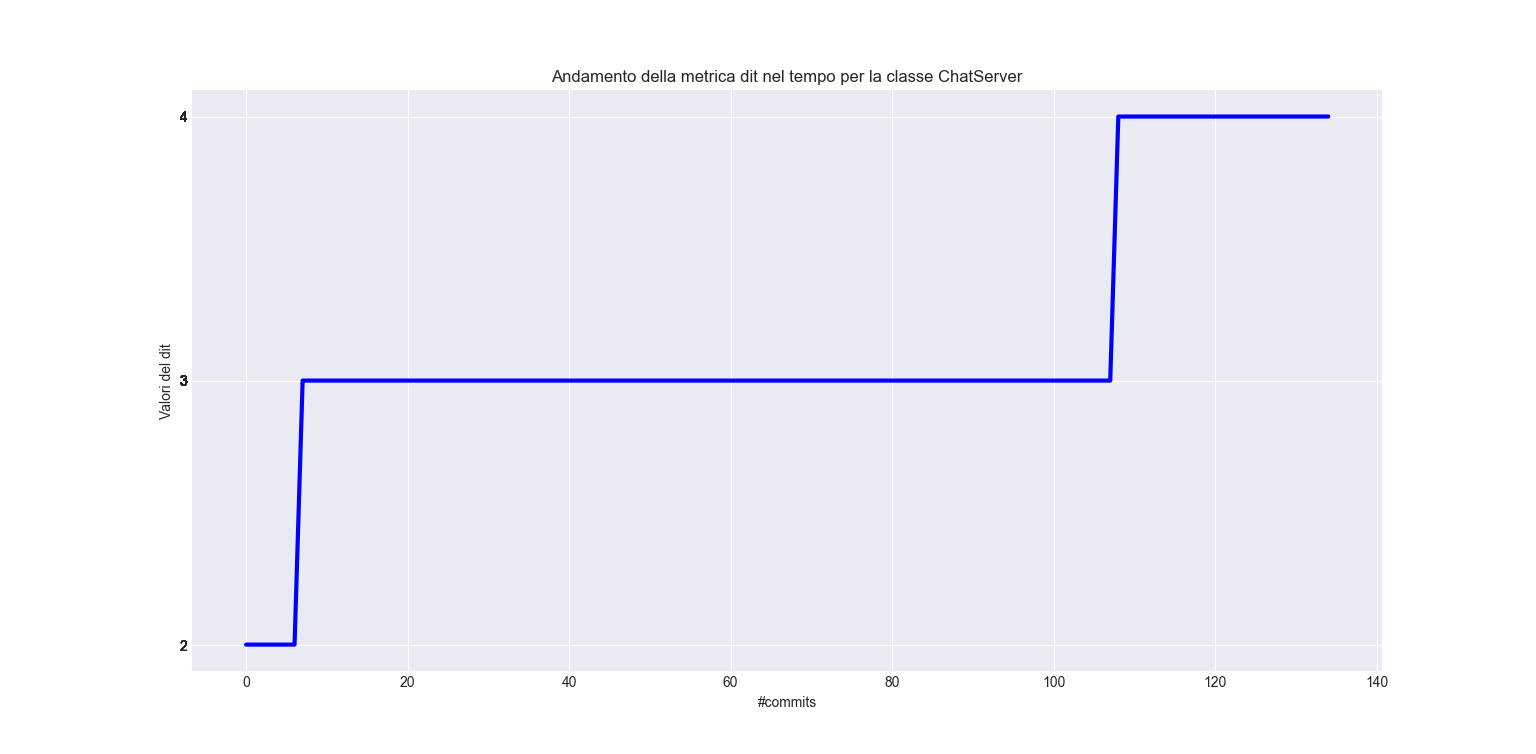 Andamento della metrica dit nel tempo per la classe ChatServer
4
Valori del dit
3
2
0 20 40 60 80 100 120 140
#commits